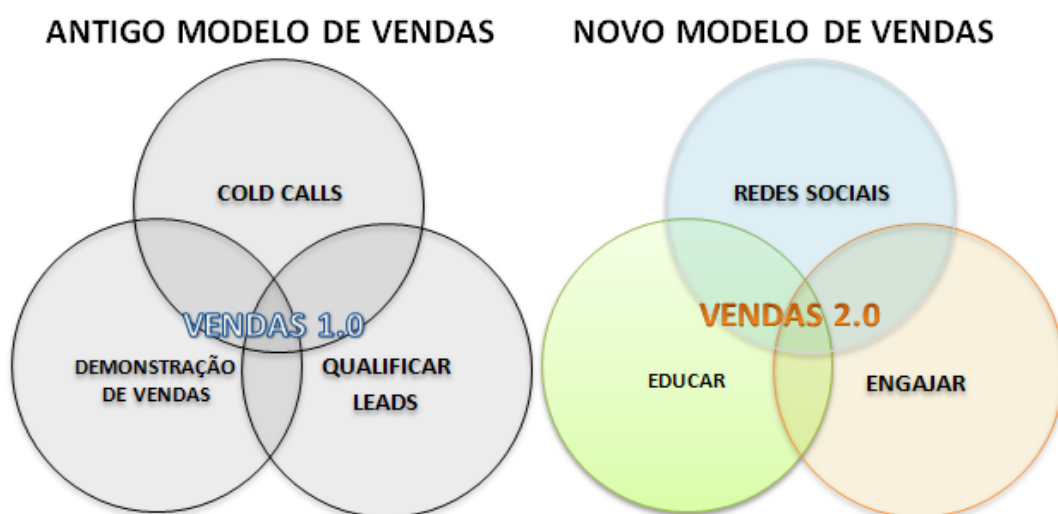 ANTIGO MODELO DE VENDAS
COLD CALLS
VENDAS 1.0
DEMONSTRAÇÃO
DE VENDAS
QUALIFICAR
LEADS
NOVO MODELO DE VENDAS
REDES SOCIAIS
VENDAS 2.0
EDUCAR
ENGAJAR